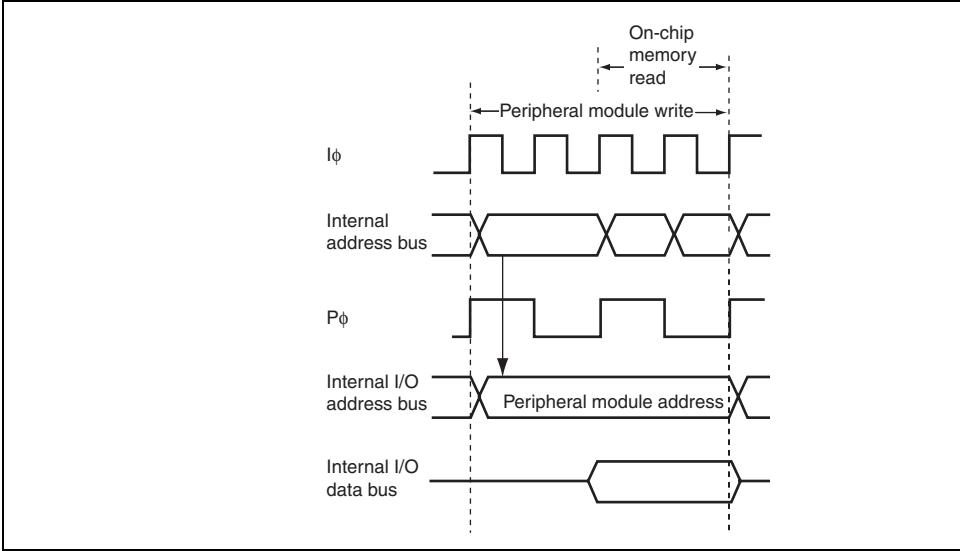 On-chip
memory
read
Peripheral module write
Iϕ
Internal
address bus
Pϕ
Internal I/O
address bus
Peripheral module address
Internal I/O
data bus